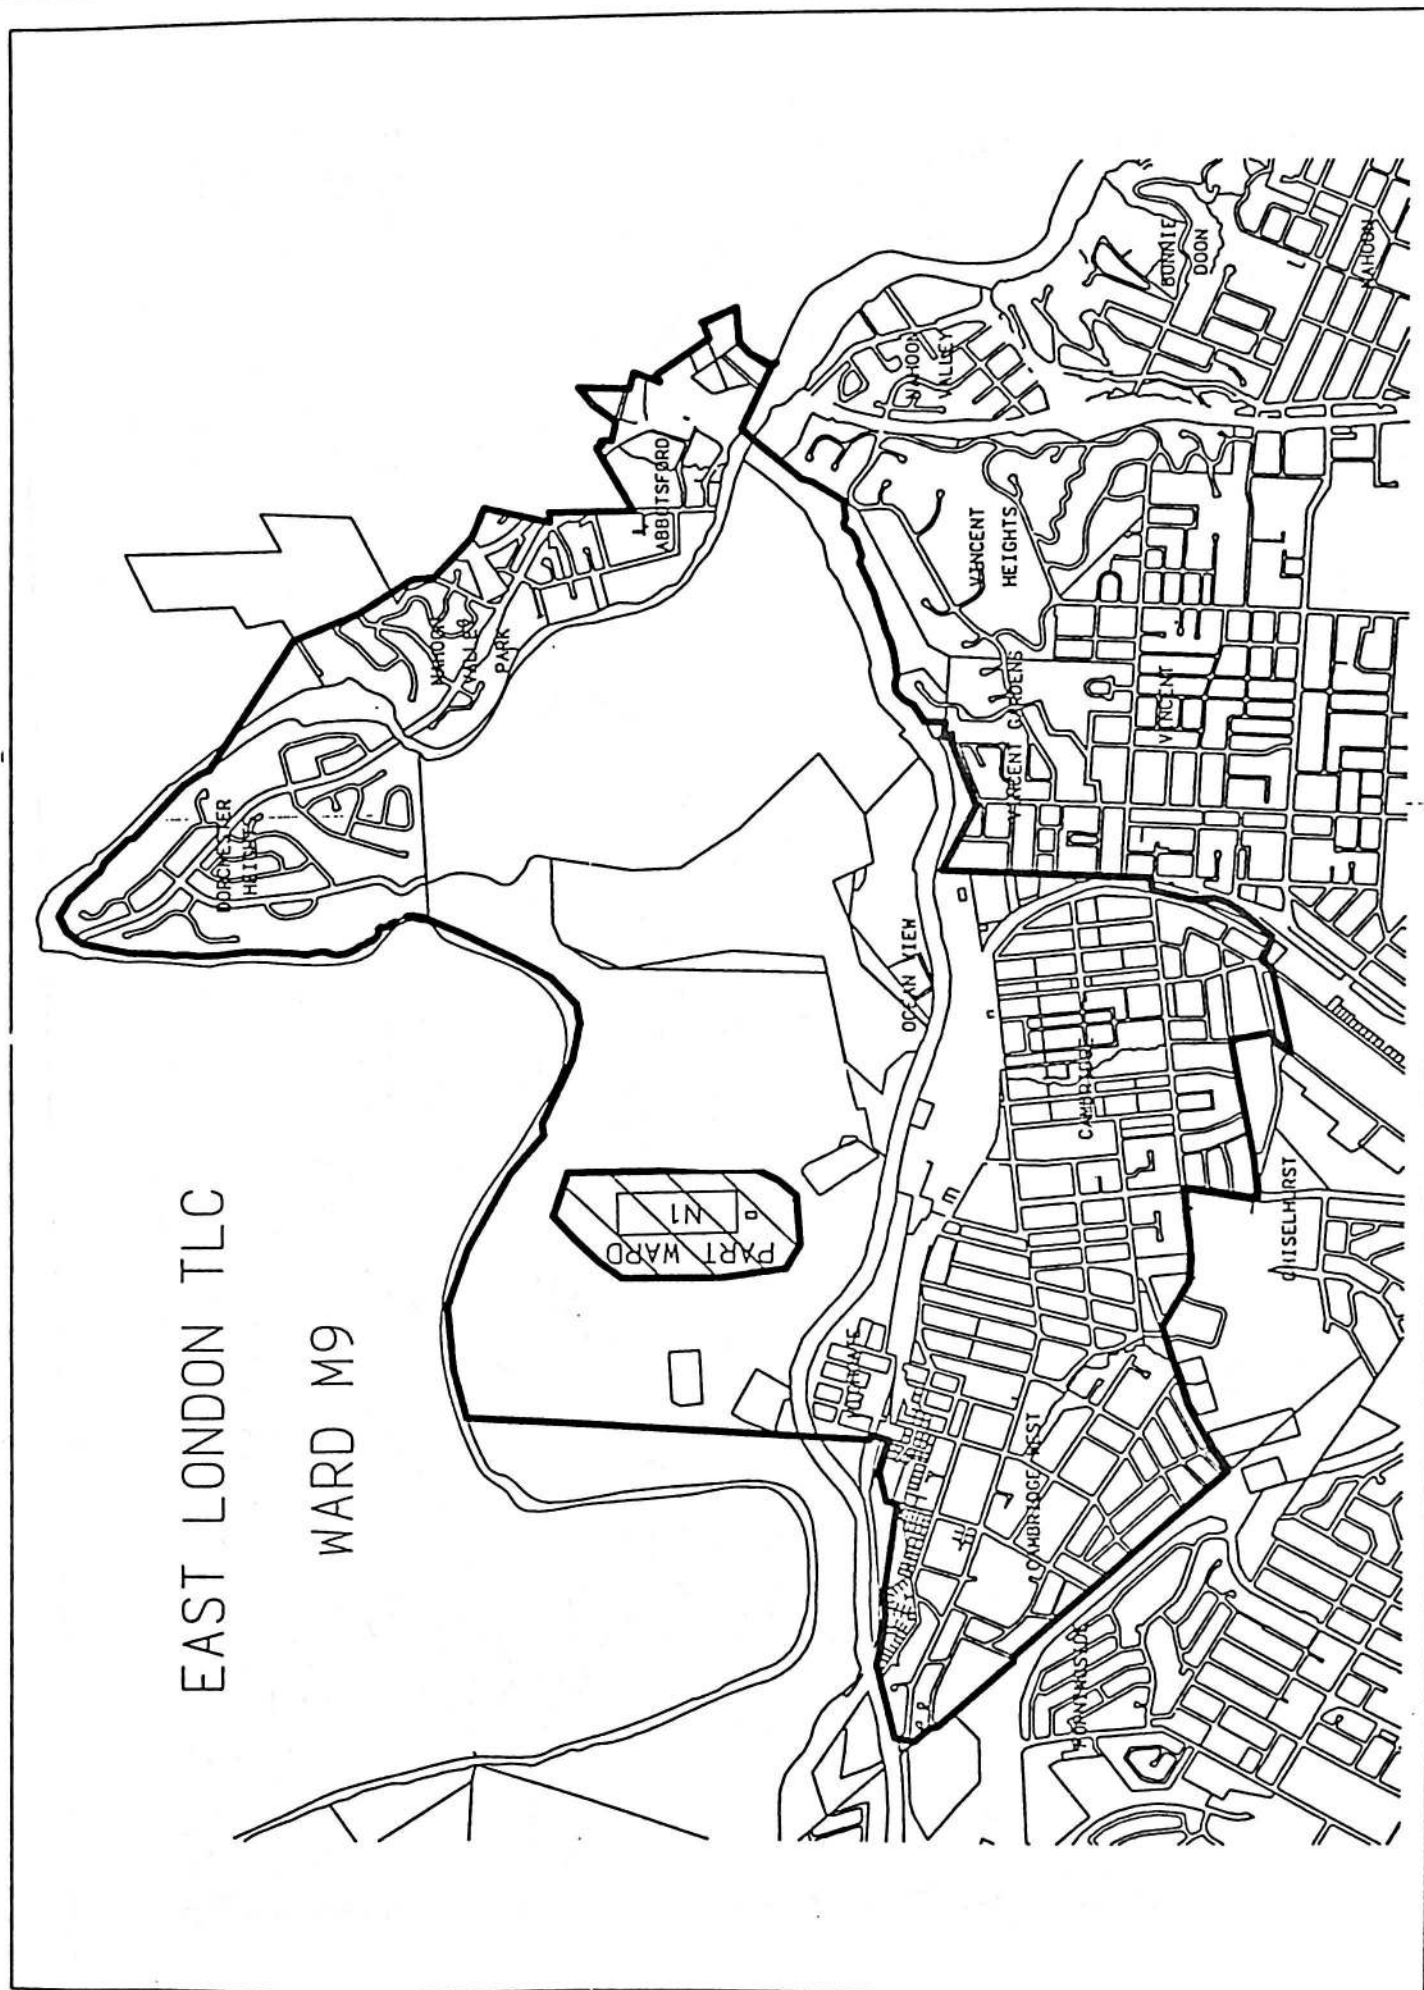 EAST LONDON TLC
WARD M9
DORCHESTER
HEIGHTS
NAHOON
VALLEY
PARK
ABBOTSFORD
PART WARD
N1
OCEAN VIEW
NAHOON
VALLEY
BONNIE
DOON
NAHOON
VINCENT
HEIGHTS
VINCENT GARDENS
VINCENT
CAMBRIDGE
CHISELHURST
CAMBRIDGE WEST
MORNINGSIDE